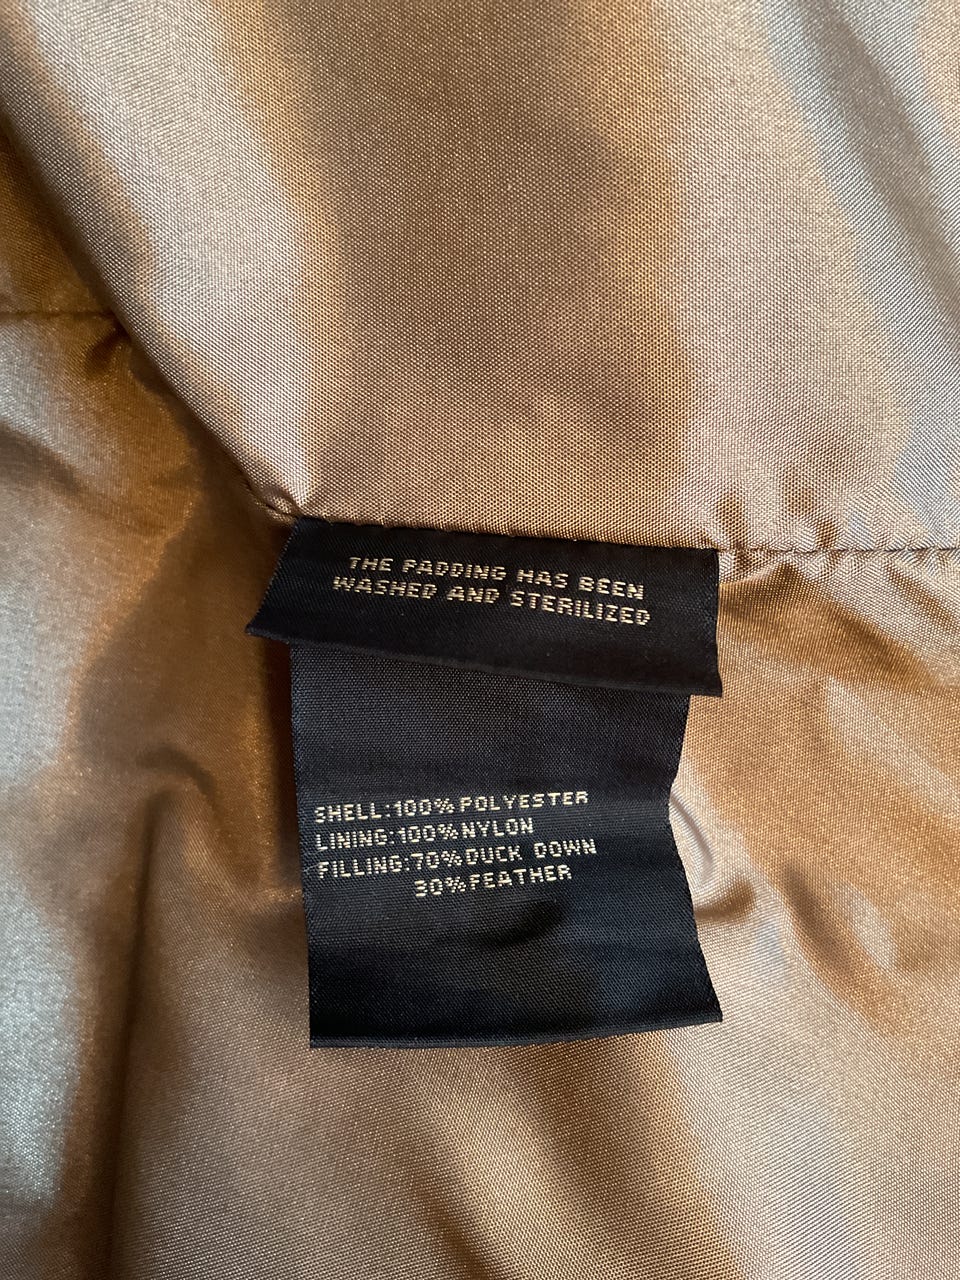 THE PADDING HAS BEEN
WASHED AND STERILIZED
SHELL:100% POLYESTER
LINING:100% NYLON
FILLING:70% DUCK DOWN
30% FEATHER